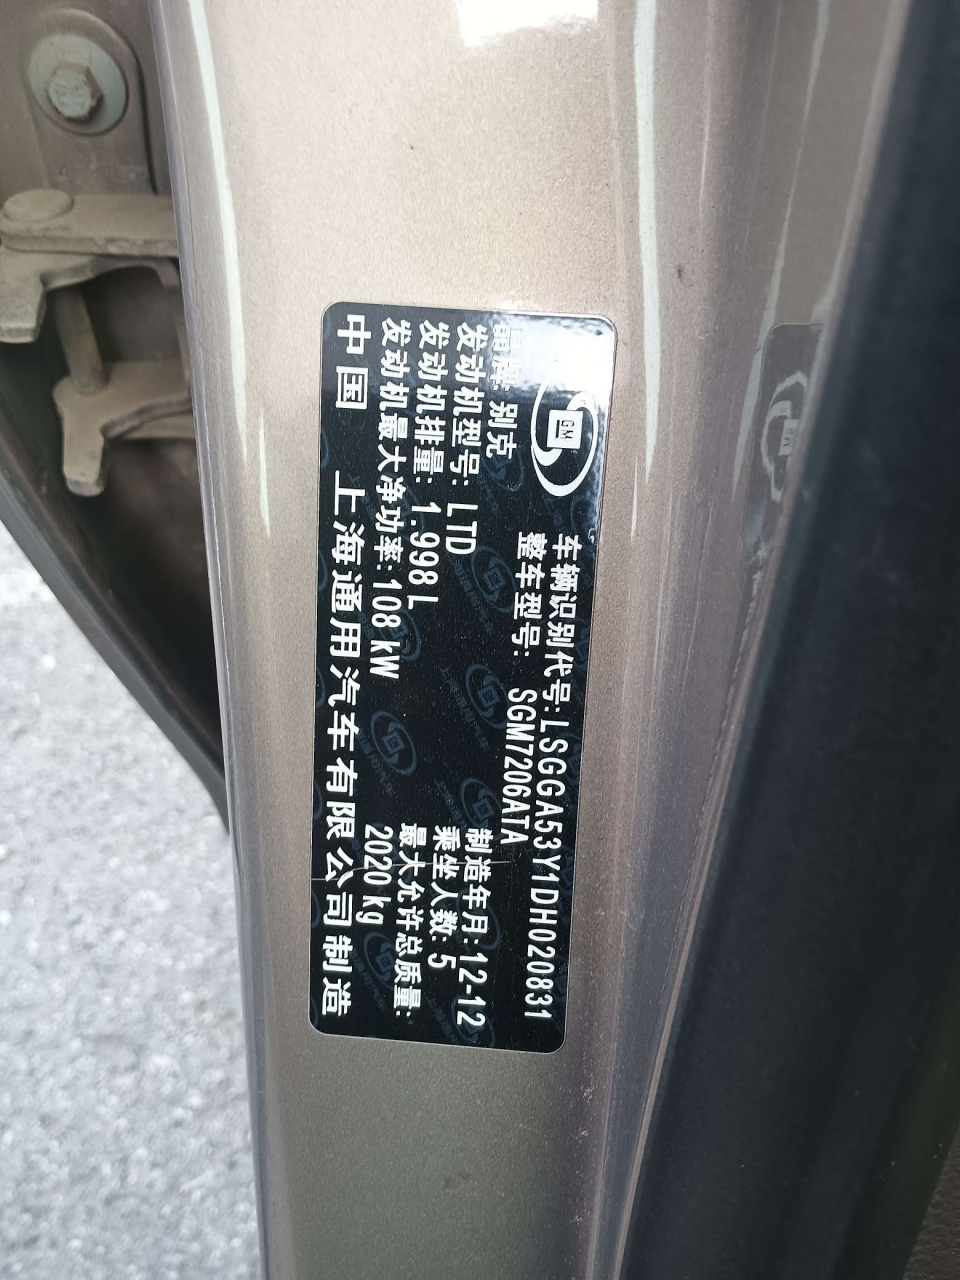 GM
车辆识别代号:LSGGA53Y1DH020831
品牌:别克
整车型号: SGM7206ATA
发动机型号: LTD
制造年月:12-12
发动机排量: 1.998L
乘坐人数:5
发动机最大净功率:108 kW
最大允许总质量:
2020 kg
中国 上海通用汽车有限公司制造